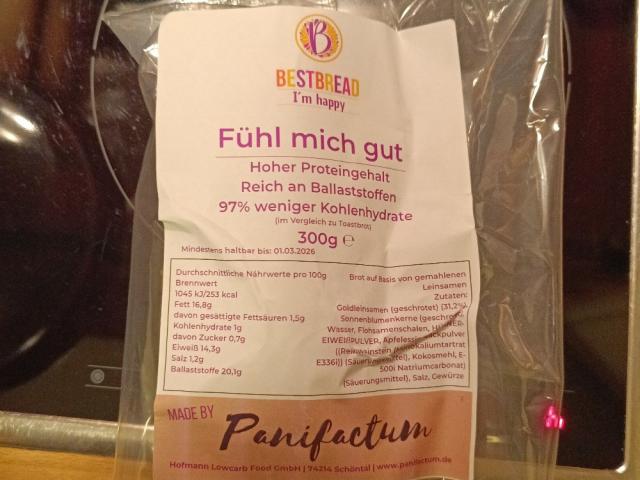 B
BESTBREAD
I'm happy
Fühl mich gut
Hoher Proteingehalt
Reich an Ballaststoffen
97% weniger Kohlenhydrate
(im Vergleich zu Toastbrot)
300g ℮
Mindestens haltbar bis: 01.03.2026
Durchschnittliche Nährwerte pro 100g
Brennwert
1045 kJ/253 kcal
Fett 16,8g
davon gesättigte Fettsäuren 1,5g
Kohlenhydrate 1g
davon Zucker 0,7g
Eiweiß 14,3g
Salz 1,2g
Ballaststoffe 20,1g
Brot auf Basis von gemahlenen
Leinsamen
Zutaten:
Goldleinsamen (geschrotet) (31,2%),
Sonnenblumenkerne
Wasser, Flohsamenschalen,
EIWEIßPULVER,
E336i)) (Säuerungsmittel), Kokosmehl, E-
500i Natriumcarbonat)
(Säuerungsmittel), Salz, Gewürze
MADE BY
Panifactum
Hofmann Lowcarb Food GmbH | 74214 Schöntal | www.panifactum.de